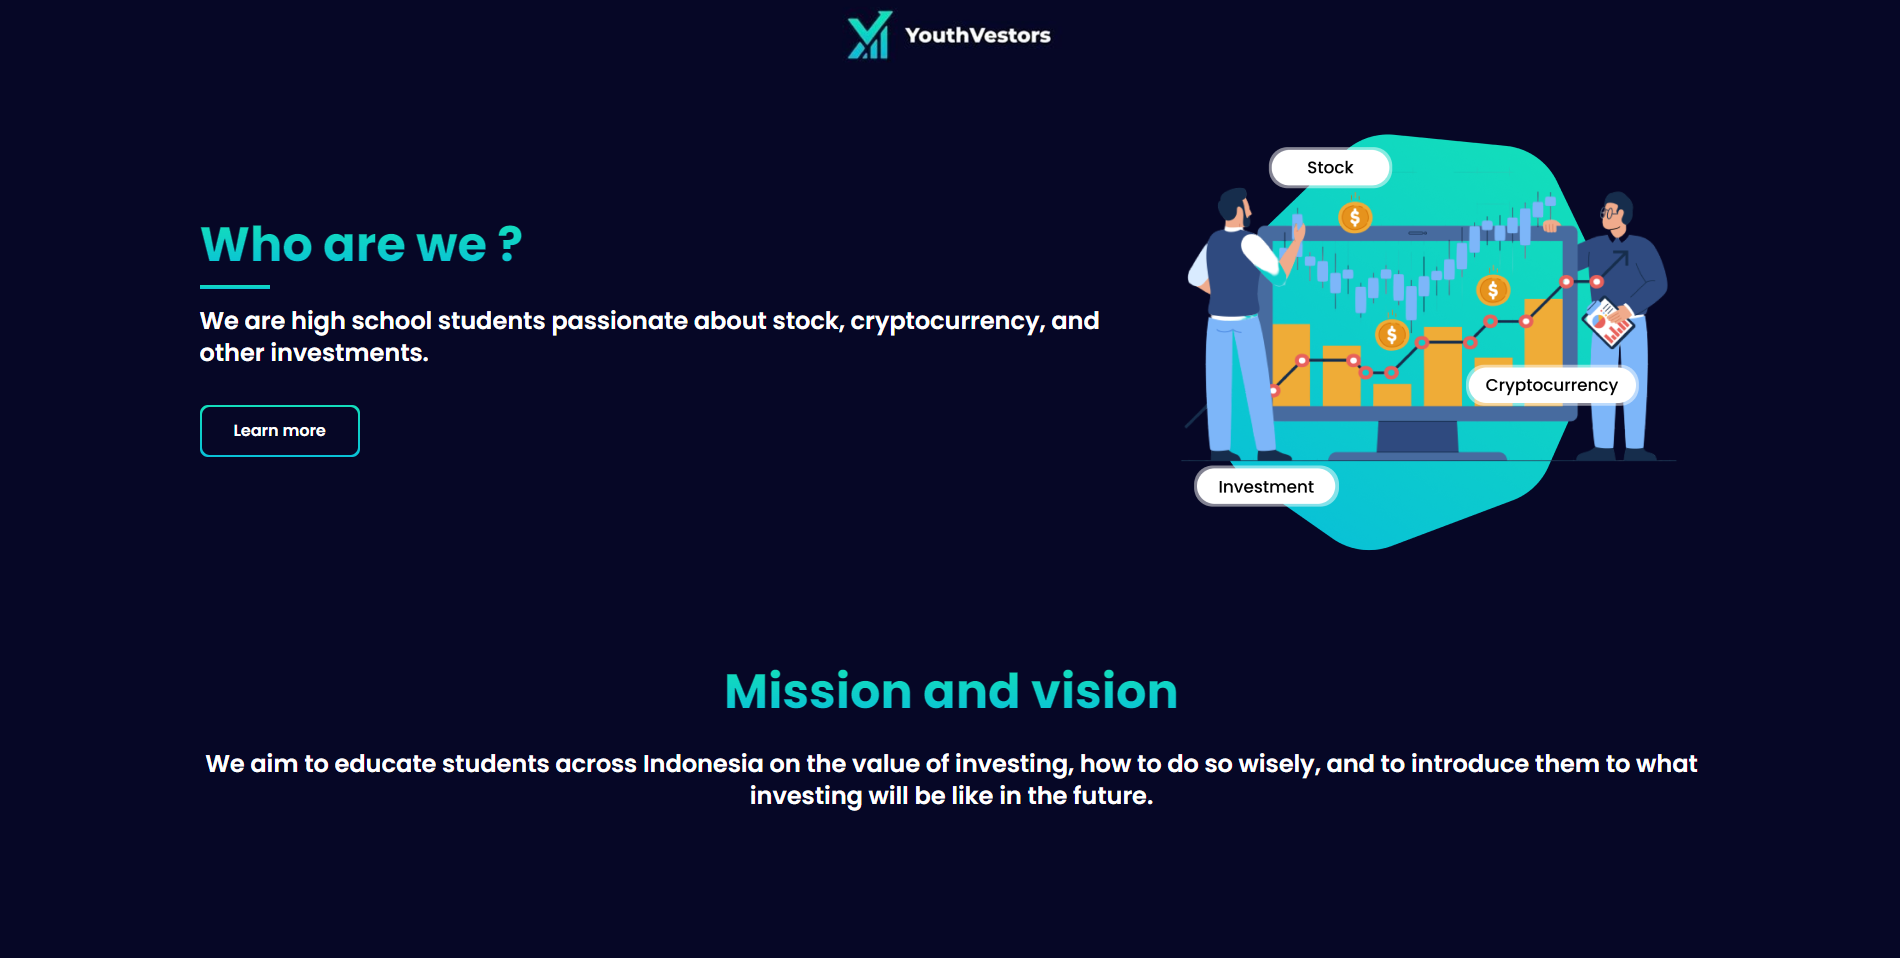 YouthVestors
Who are we ?
We are high school students passionate about stock, cryptocurrency, and
other investments.
Learn more
Stock
$
$
$
Cryptocurrency
Investment
Mission and vision
We aim to educate students across Indonesia on the value of investing, how to do so wisely, and to introduce them to what
investing will be like in the future.